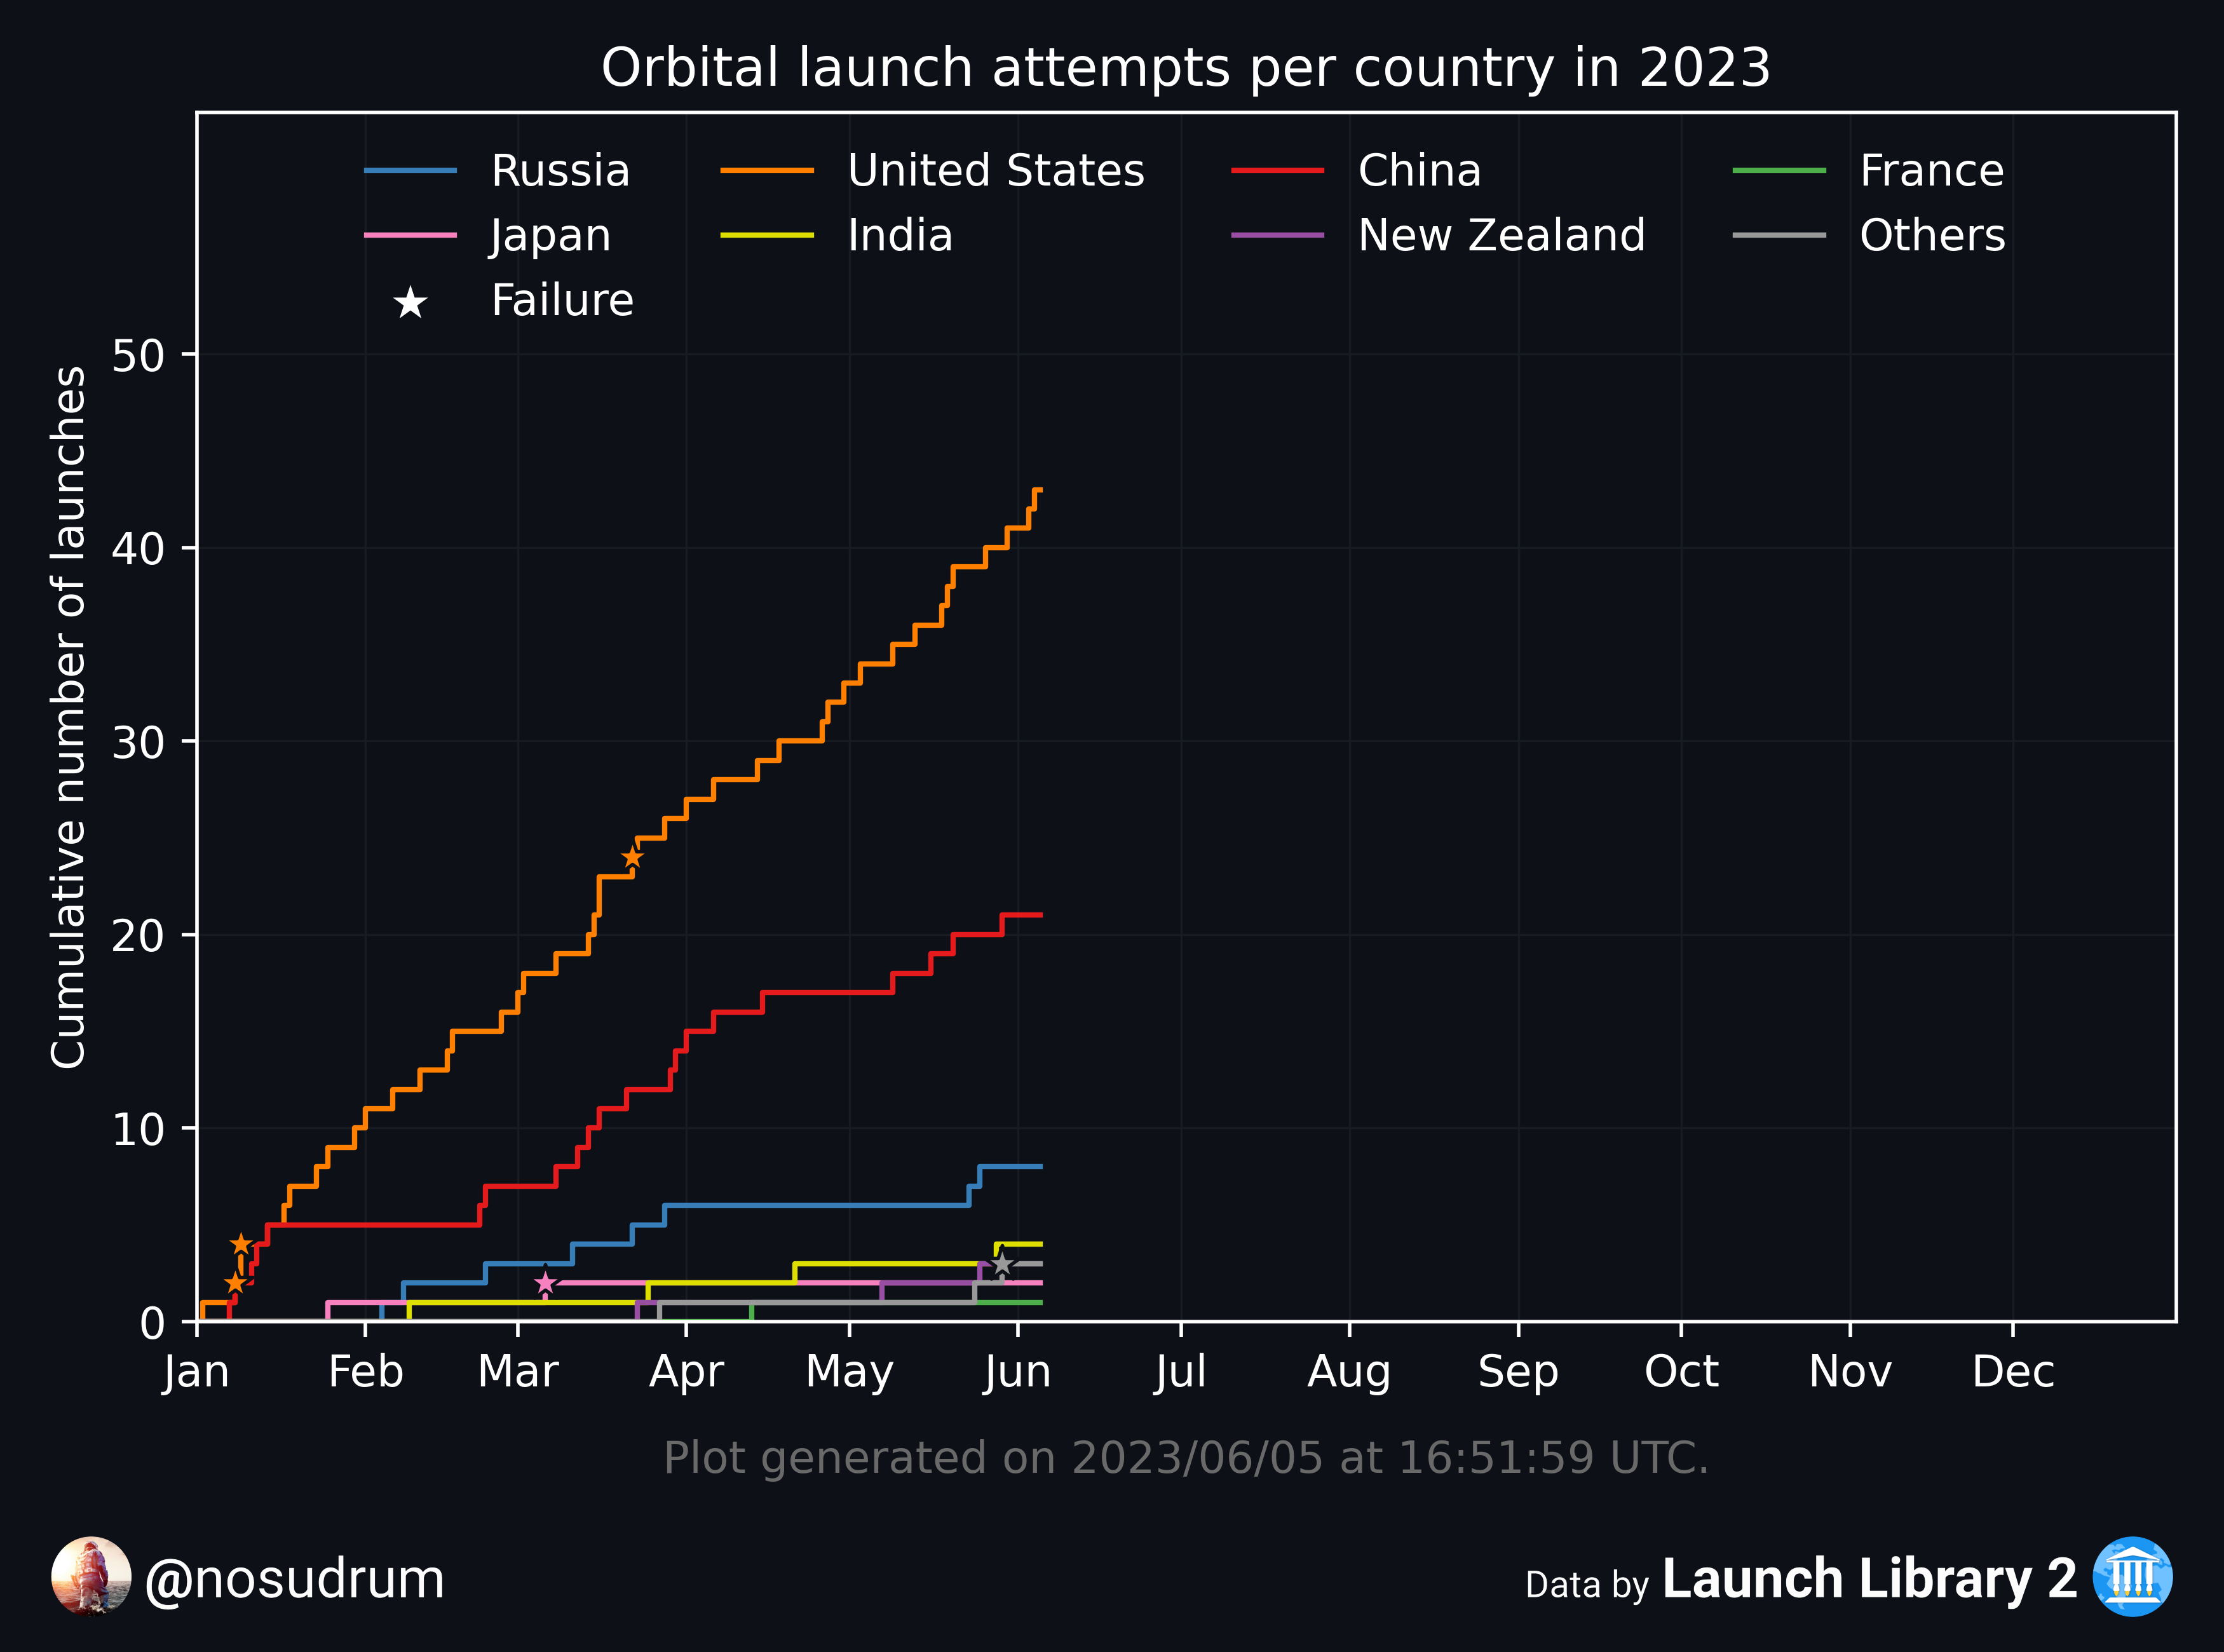 Orbital launch attempts per country in 2023
Russia United States China France
Japan India New Zealand Others
Failure
Cumulative number of launches
50
40
30
20
10
0
Jan Feb Mar Apr May Jun Jul Aug Sep Oct Nov Dec
Plot generated on 2023/06/05 at 16:51:59 UTC.
@nosudrum
Data by Launch Library 2